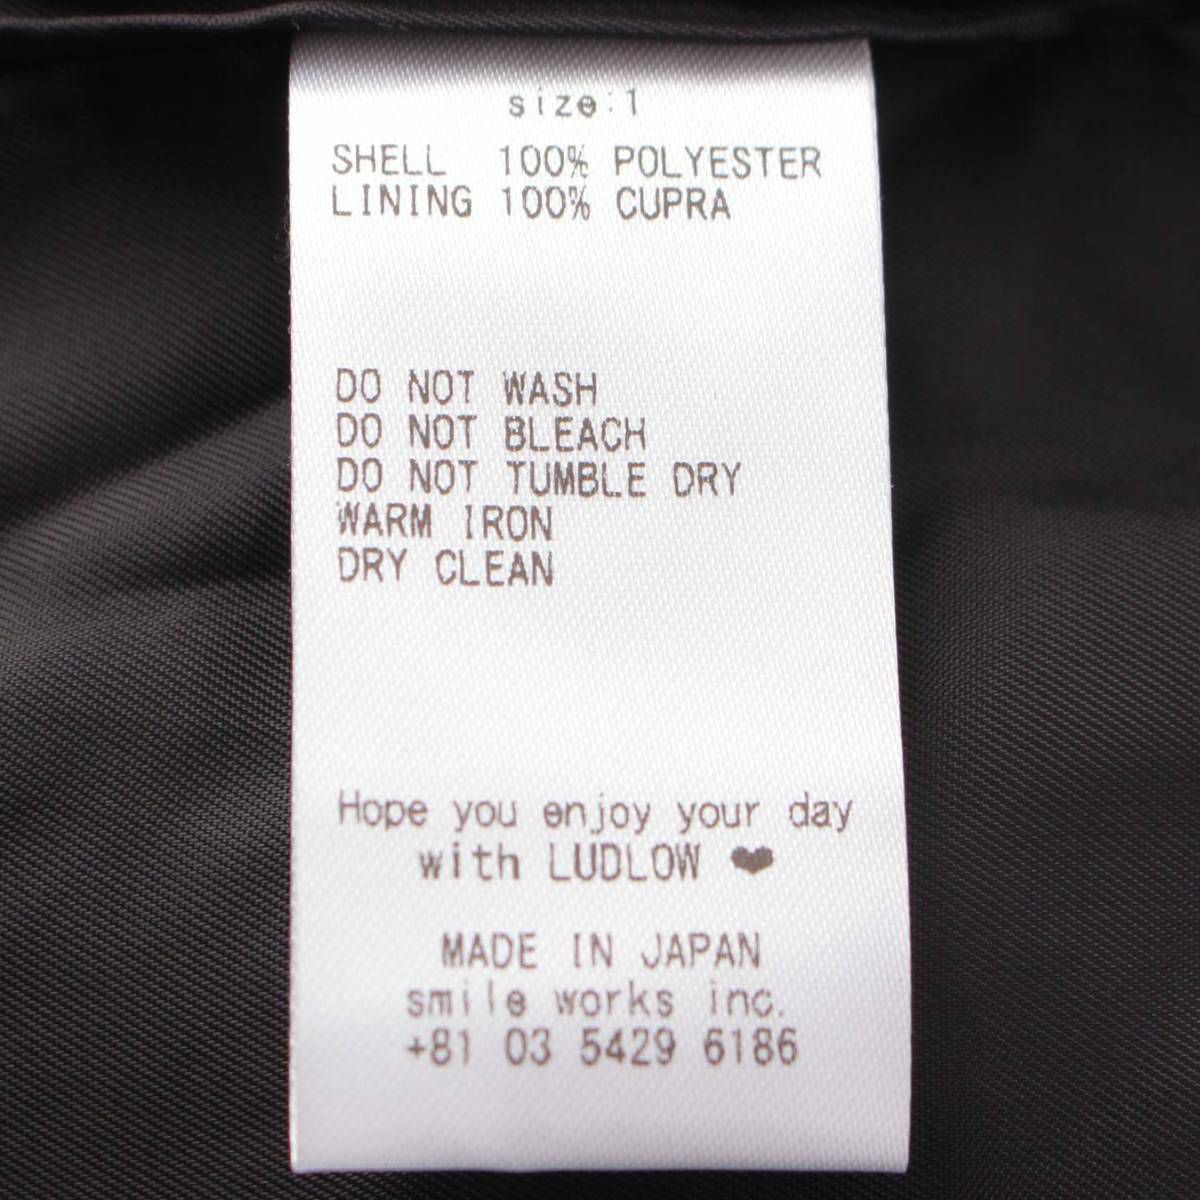 size:1
SHELL 100% POLYESTER
LINING 100% CUPRA
DO NOT WASH
DO NOT BLEACH
DO NOT TUMBLE DRY
WARM IRON
DRY CLEAN
Hope you enjoy your day
with LUDLOW ❤
MADE IN JAPAN
smile works inc.
+81 03 5429 6186